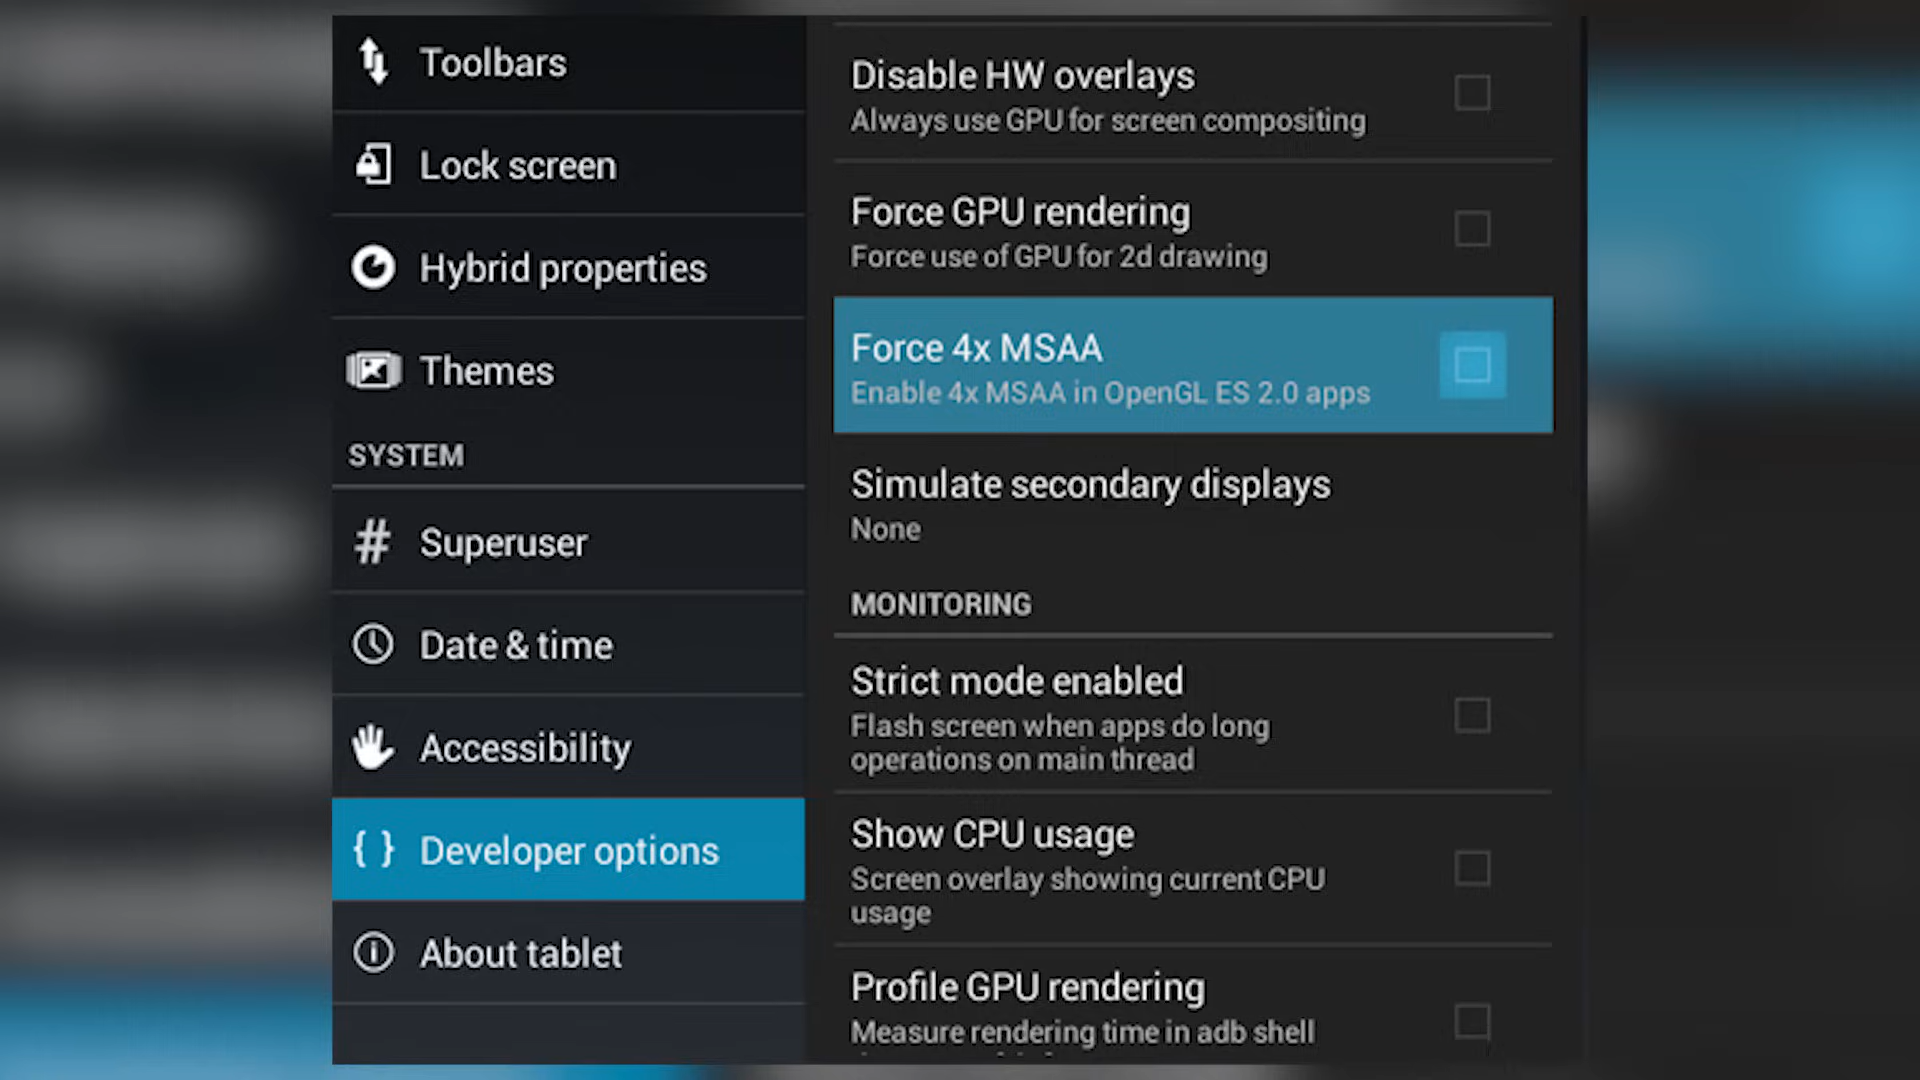 Toolbars
Lock screen
Hybrid properties
Themes
SYSTEM
# Superuser
Date & time
Accessibility
{ } Developer options
About tablet
Disable HW overlays
Always use GPU for screen compositing
Force GPU rendering
Force use of GPU for 2d drawing
Force 4x MSAA
Enable 4x MSAA in OpenGL ES 2.0 apps
Simulate secondary displays
None
MONITORING
Strict mode enabled
Flash screen when apps do long
operations on main thread
Show CPU usage
Screen overlay showing current CPU
usage
Profile GPU rendering
Measure rendering time in adb shell